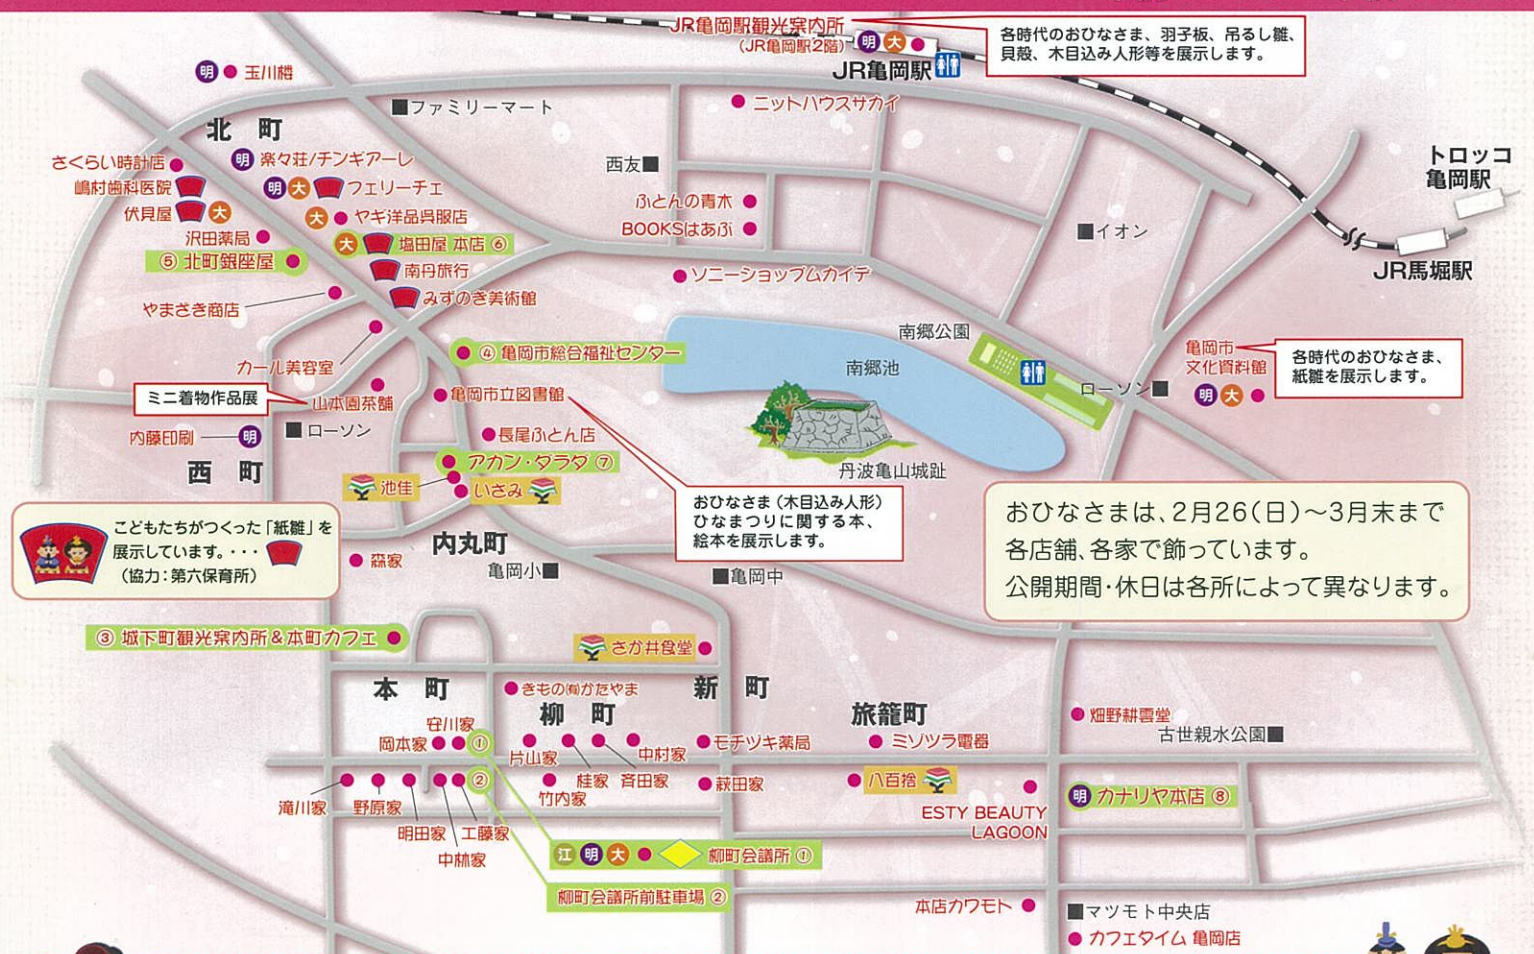 JR亀岡駅観光案内所
(JR亀岡駅2階)
明 大
JR亀岡駅
各時代のおひなさま、羽子板、吊るし雛、
貝殻、木目込み人形等を展示します。
明 玉川楼
■ファミリーマート
ニットハウスサカイ
北 町
さくらい時計店
明 楽々荘/チンギアーレ
嶋村歯科医院
明 大 フェリーチェ
伏見屋 大
大 ヤギ洋品呉服店
沢田薬局
大 塩田屋 本店 ⑥
⑤ 北町銀座屋
南丹旅行
みずのき美術館
やまざき商店
カール美容室
西友■
ふとんの青木
BOOKSはあぶ
ソニーショップムカイデ
■イオン
トロッコ
亀岡駅
JR馬堀駅
④ 亀岡市総合福祉センター
南郷公園
南郷池
ローソン■
亀岡市
文化資料館
明 大
各時代のおひなさま、
紙雛を展示します。
ミニ着物作品展
山本園茶舗
亀岡市立図書館
内藤印刷 明
■ローソン
長尾ふとん店
西 町
アカン・ダラダ ⑦
池佳
いさみ
丹波亀山城址
おひなさま（木目込み人形）
ひなまつりに関する本、
絵本を展示します。
おひなさまは、2月26(日)～3月末まで
各店舗、各家で飾っています。
公開期間・休日は各所によって異なります。
こどもたちがつくった「紙雛」を
展示しています。・・・
（協力：第六保育所）
森家
内丸町
亀岡小■
■亀岡中
③ 城下町観光案内所＆本町カフェ
さか井食堂
本 町
きもの㈲かたやま
新 町
柳 町
旅籠町
畑野耕雲堂
古世親水公園■
安川家
岡本家 ①
片山家
桂家
斉田家
中村家
モチヅキ薬局
ミゾヅラ電器
②
滝川家
野原家
明田家
中林家
工藤家
竹内家
萩田家
八百捨
ESTY BEAUTY
LAGOON
明 カナリヤ本店 ⑧
江 明 大 柳町会議所 ①
柳町会議所前駐車場 ②
本店カワモト
■マツモト中央店
カフェタイム 亀岡店